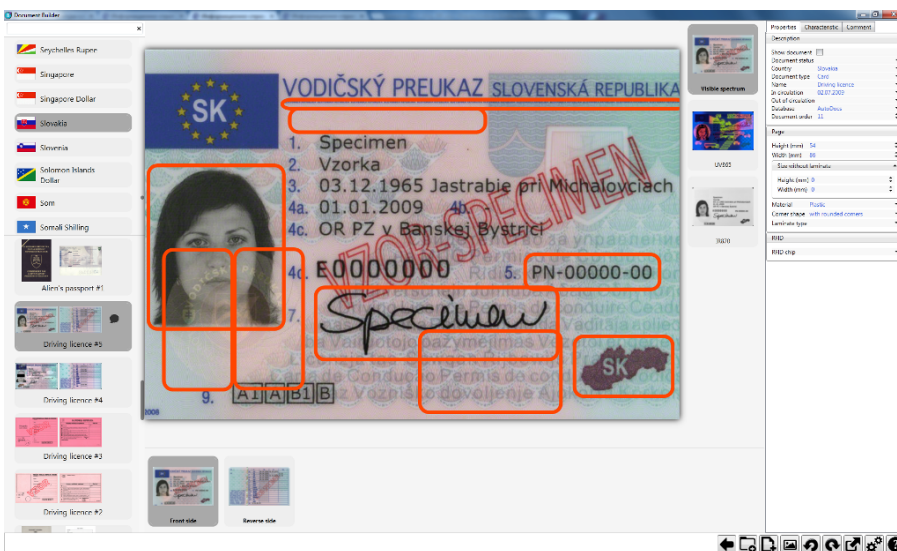 Document Builder
×
Seychelles Rupee
Singapore
Singapore Dollar
Slovakia
Slovenia
Solomon Islands
Dollar
Som
Somali Shilling
Alien's passport #1
Driving licence #5
Driving licence #4
Driving licence #3
Driving licence #2
SK
VODIČSKÝ PREUKAZ SLOVENSKÁ REPUBLIKA
1. Specimen
2. Vzorka
3. 03.12.1965 Jastrabie pri Michalovciach
4a. 01.01.2009 4b.
4c. OR PZ v Banskej Bystrici
4d. E0000000 5. PN-00000-00
7. Specimen
VZOR-SPECIMEN
SK
9. A1 A B1 B
2008
Front side
Reverse side
Visible spectrum
UV365
IR870
Properties Characteristic Comment
Description
Show document
Document status
Country Slovakia
Document type Card
Name Driving licence
In circulation 02.07.2009
Out of circulation
Database AutoDocs
Document order 11
Page
Height (mm) 54
Width (mm) 86
Size without laminate
Height (mm) 0
Width (mm) 0
Material Plastic
Corner shape with rounded corners
Laminate type
RFID
RFID chip